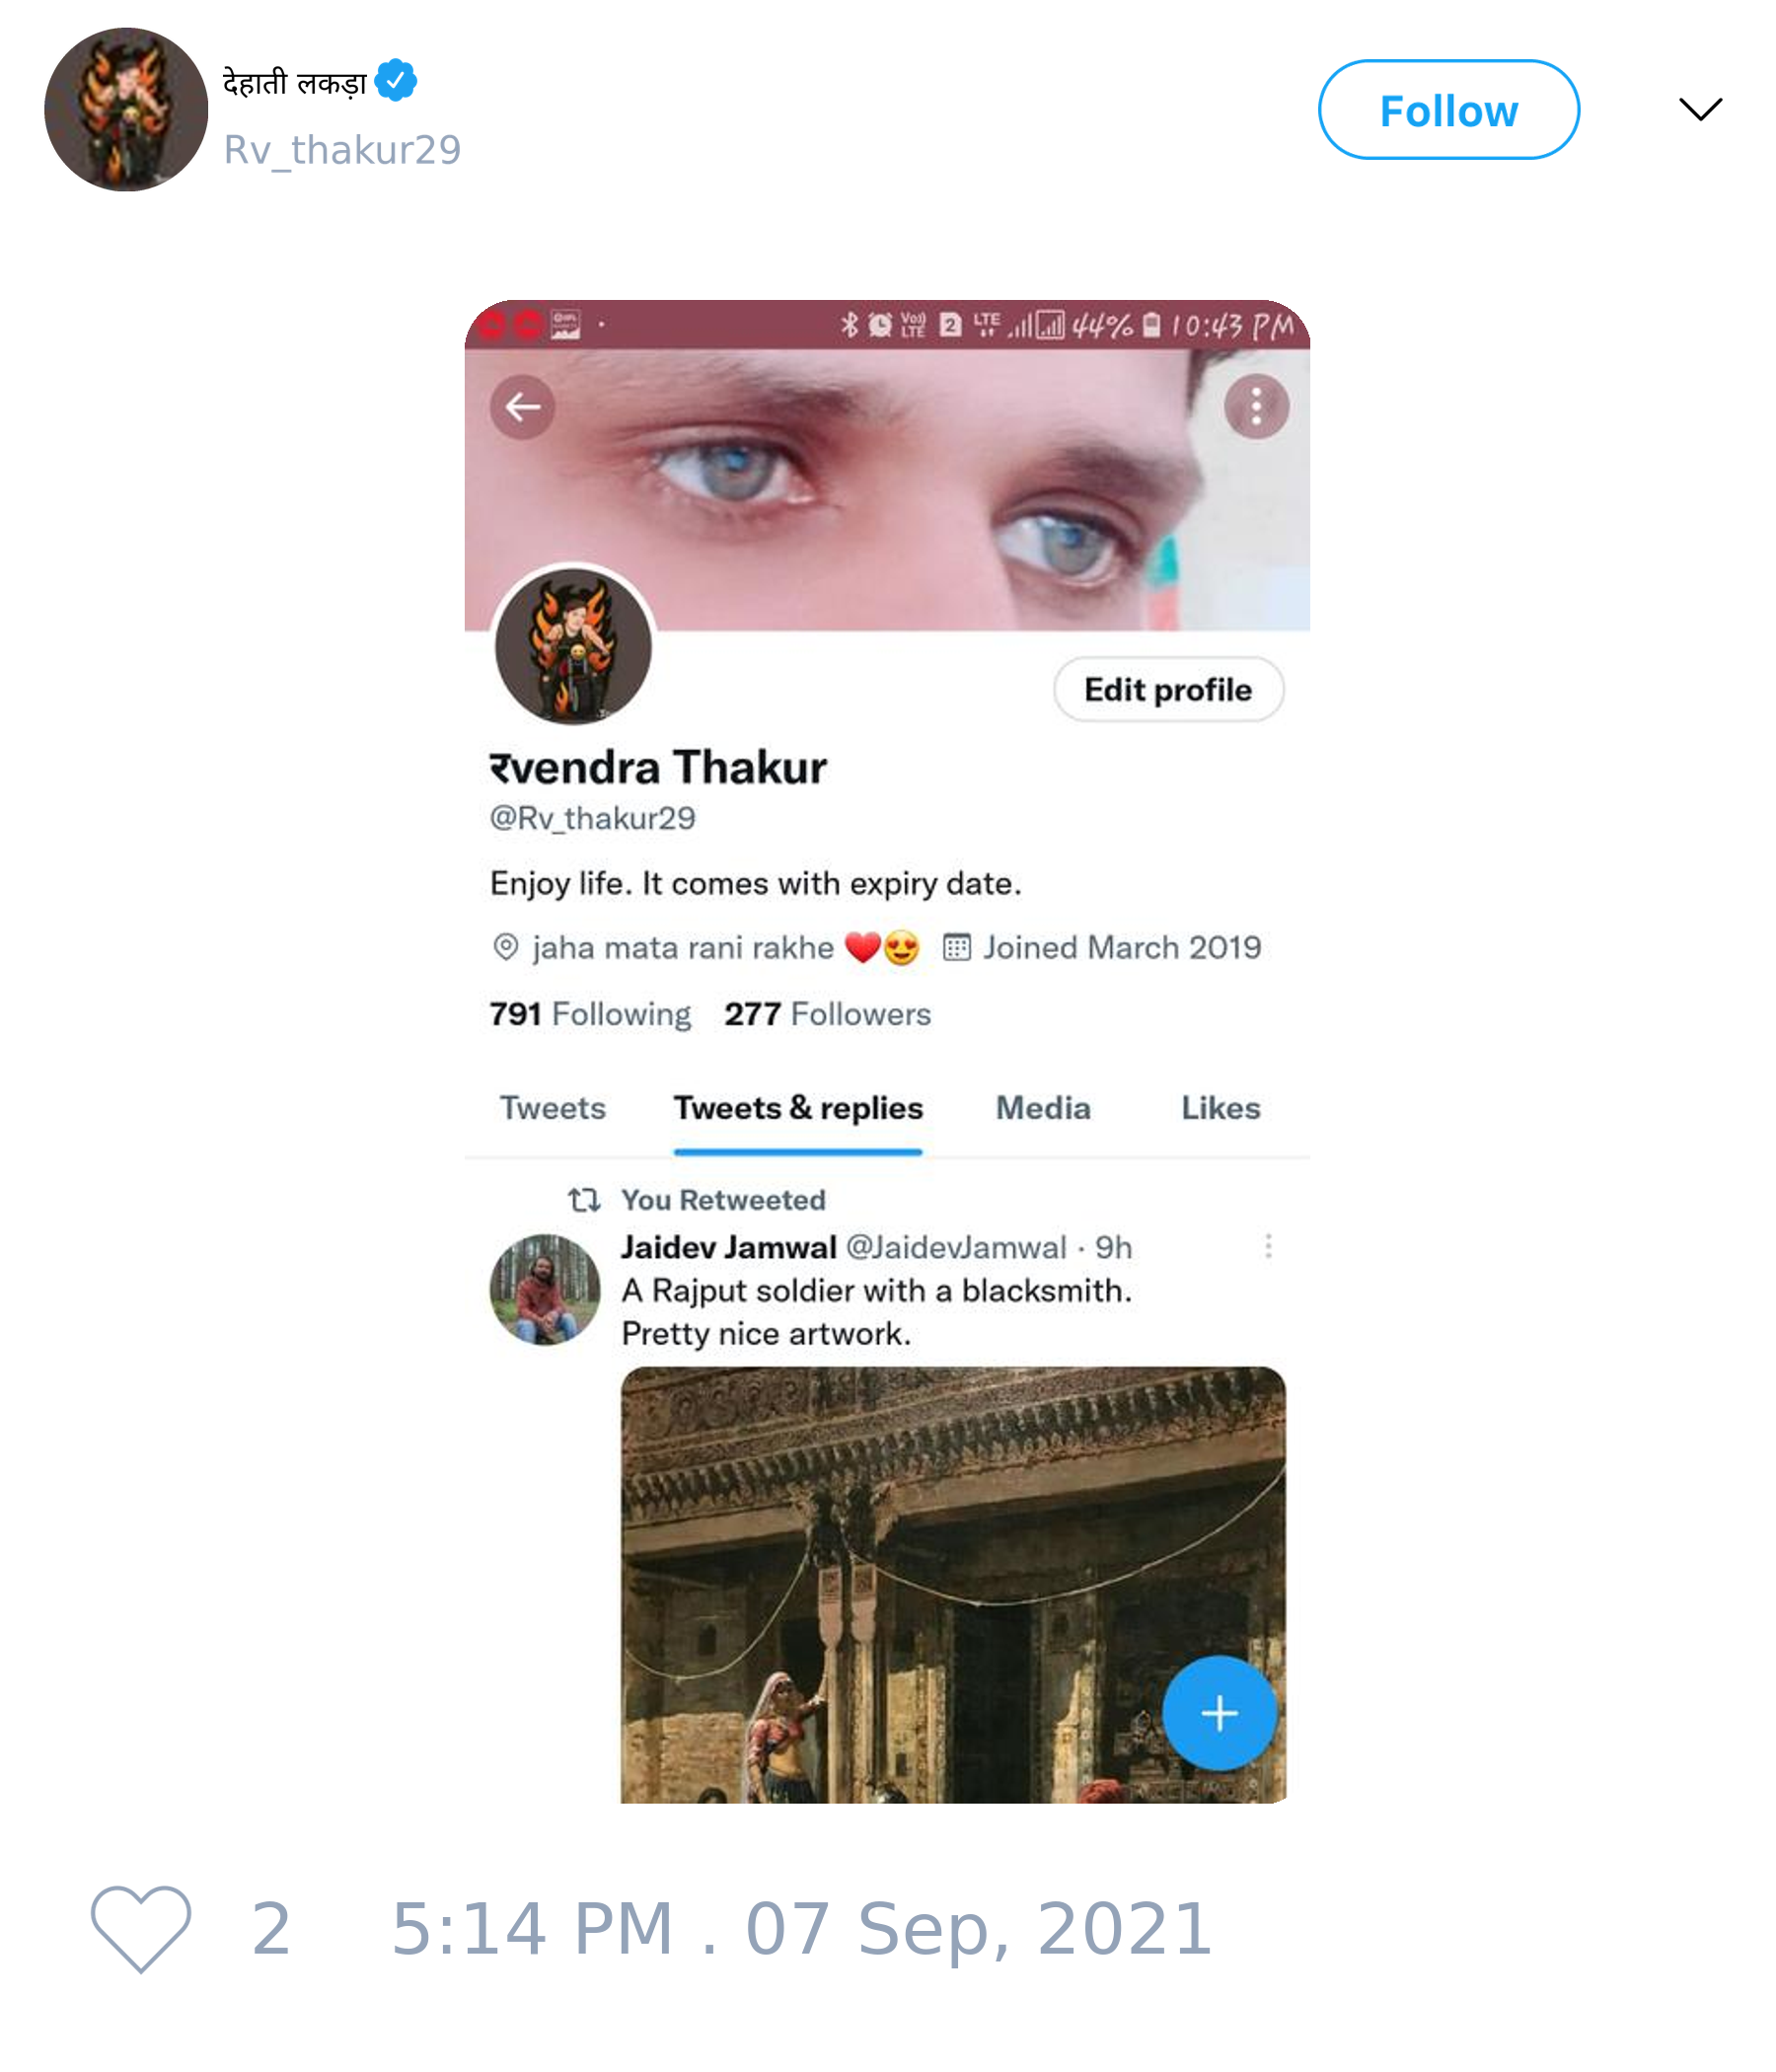 देहाती लकड़ा
Rv_thakur29
Follow
Voj) LTE 2 LTE 44% 10:43 PM
Edit profile
रvendra Thakur
@Rv_thakur29
Enjoy life. It comes with expiry date.
jaha mata rani rakhe ❤️😍 Joined March 2019
791 Following 277 Followers
Tweets Tweets & replies Media Likes
You Retweeted
Jaidev Jamwal @JaidevJamwal · 9h
A Rajput soldier with a blacksmith.
Pretty nice artwork.
2 5:14 PM . 07 Sep, 2021